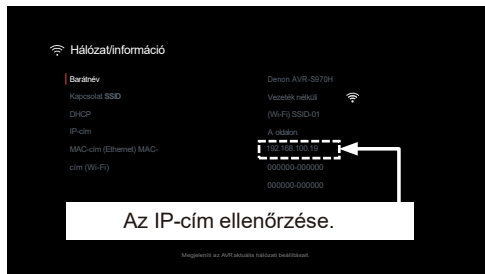 Hálózat/információ
Barátnév
Denon AVR-S970H
Kapcsolat SSID
Vezeték nélküli
DHCP
(Wi-Fi) SSID-01
IP-cím
A oldalon.
MAC-cím (Ethernet) MAC-
192.168.100.19
cím (Wi-Fi)
000000-000000
000000-000000
Az IP-cím ellenőrzése.
Megjeleníti az AVR aktuális hálózati beállításait.